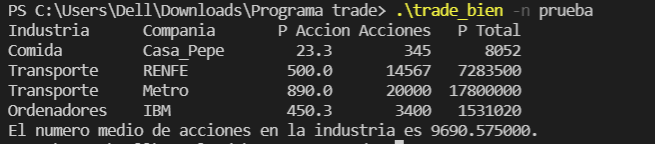 PS C:\Users\Dell\Downloads\Programa trade> .\trade_bien -n prueba
Industria Compania P Accion Acciones P Total
Comida Casa_Pepe 23.3 345 8052
Transporte RENFE 500.0 14567 7283500
Transporte Metro 890.0 20000 17800000
Ordenadores IBM 450.3 3400 1531020
El numero medio de acciones en la industria es 9690.575000.